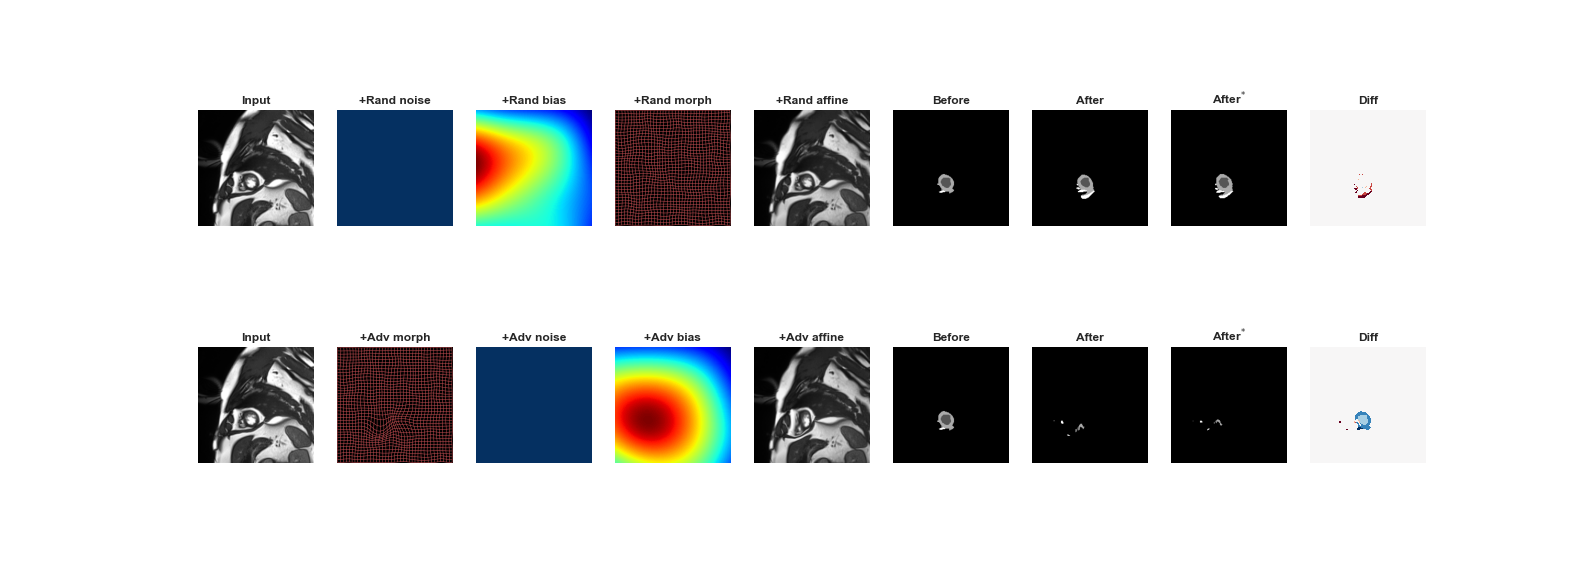 Input +Rand noise +Rand bias +Rand morph +Rand affine Before After After* Diff
Input +Adv morph +Adv noise +Adv bias +Adv affine Before After After* Diff